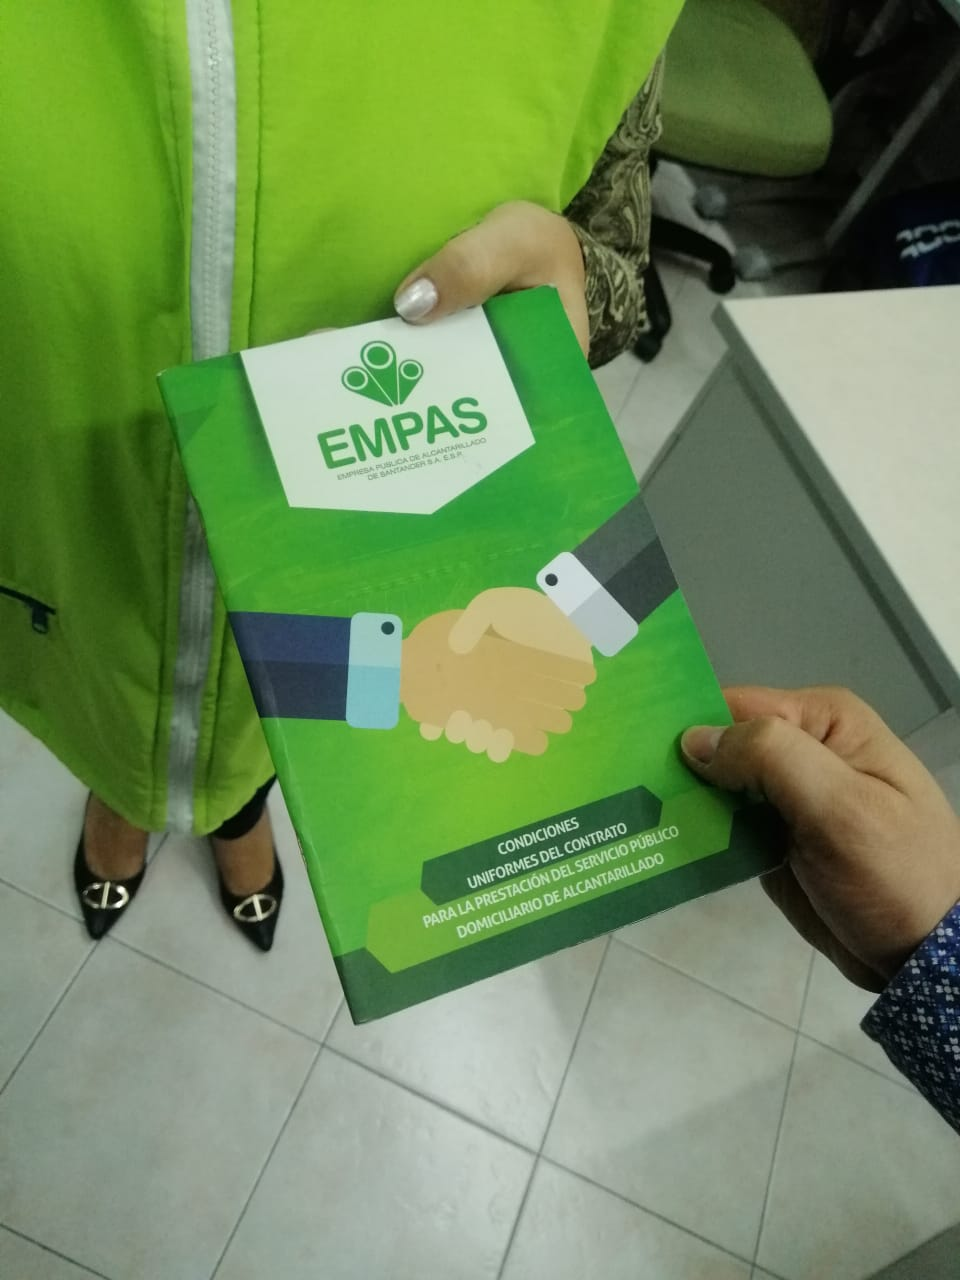 EMPAS
EMPRESA PÚBLICA DE ALCANTARILLADO
DE SANTANDER S.A. E.S.P.
CONDICIONES
UNIFORMES DEL CONTRATO
PARA LA PRESTACIÓN DEL SERVICIO PÚBLICO
DOMICILIARIO DE ALCANTARILLADO